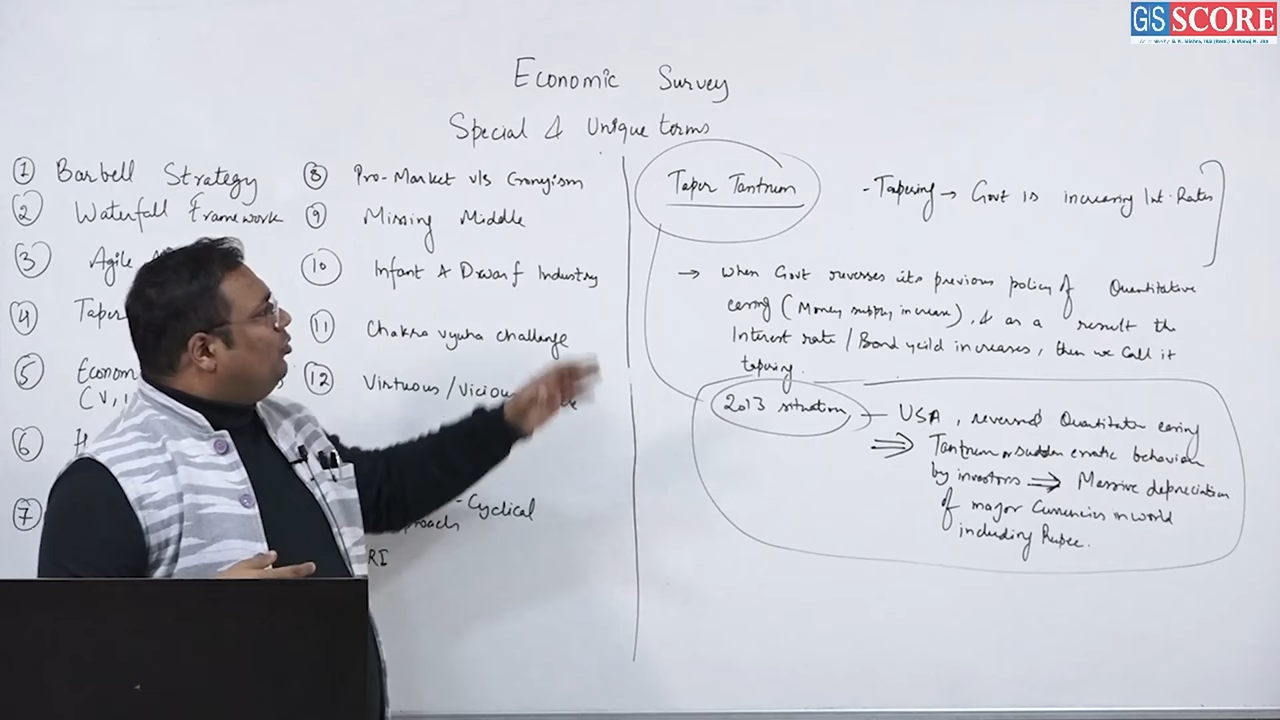 GS SCORE
Economic Survey
Special & Unique terms
① Barbell Strategy
② Waterfall Framework
③ Agile
④ Taper
⑤ Econom
(V, I
⑥ H
⑦
⑧ Pro-Market v/s Cronyism
⑨ Missing Middle
⑩ Infant & Dwarf Industry
⑪ Chakra vyuha challenge
⑫ Virtuous/Viciou
-Cyclical
proach
RI
Taper Tantrum
- Tapering → Govt is increasing Int. Rates
→ When Govt reverses its previous policy of Quantitative
easing (Money supply increase), & as a result the
Interest rate / Bond yeild increases, then we call it
tapering.
2013 situation — USA, reversed Quantitative easing
⇒ Tantrum or sudden erratic behaviour
by investors ⇒ Massive depreciation
of major Currencies in world
including Rupee.